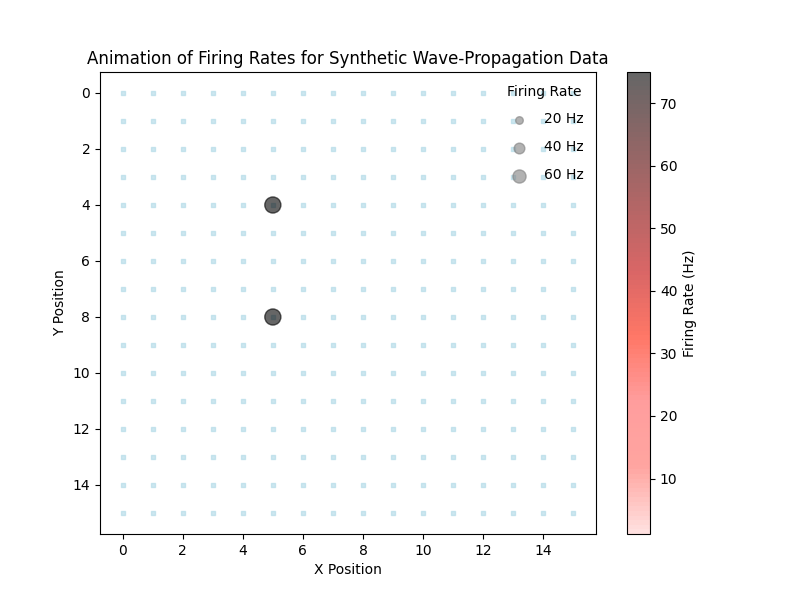 Animation of Firing Rates for Synthetic Wave-Propagation Data
Firing Rate
20 Hz
40 Hz
60 Hz
Y Position
0
2
4
6
8
10
12
14
0 2 4 6 8 10 12 14
X Position
70
60
50
40
30
20
10
Firing Rate (Hz)